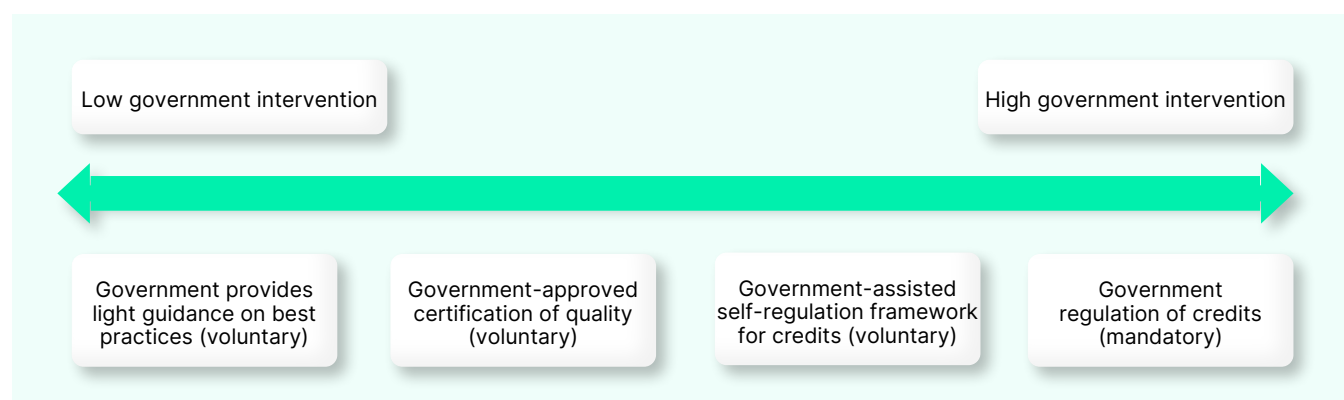 Low government intervention
High government intervention
Government provides
light guidance on best
practices (voluntary)
Government-approved
certification of quality
(voluntary)
Government-assisted
self-regulation framework
for credits (voluntary)
Government
regulation of credits
(mandatory)